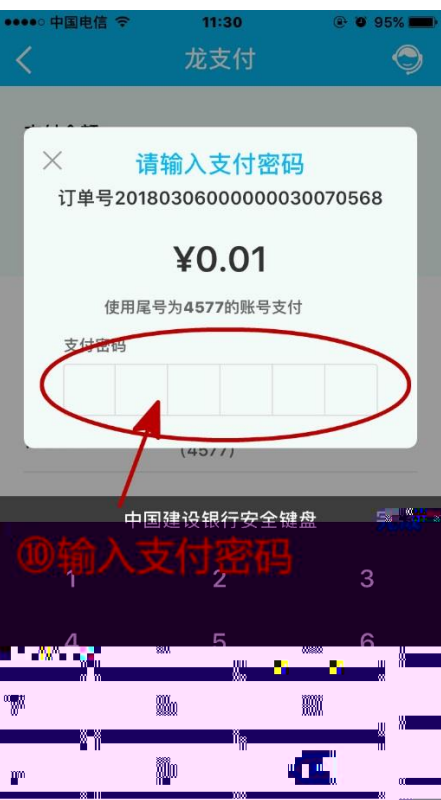 中国电信 11:30 95%
龙支付
请输入支付密码
订单号20180306000000030070568
¥0.01
使用尾号为4577的账号支付
支付密码
(4577)
中国建设银行安全键盘
⑩输入支付密码
1 2 3
4 5 6